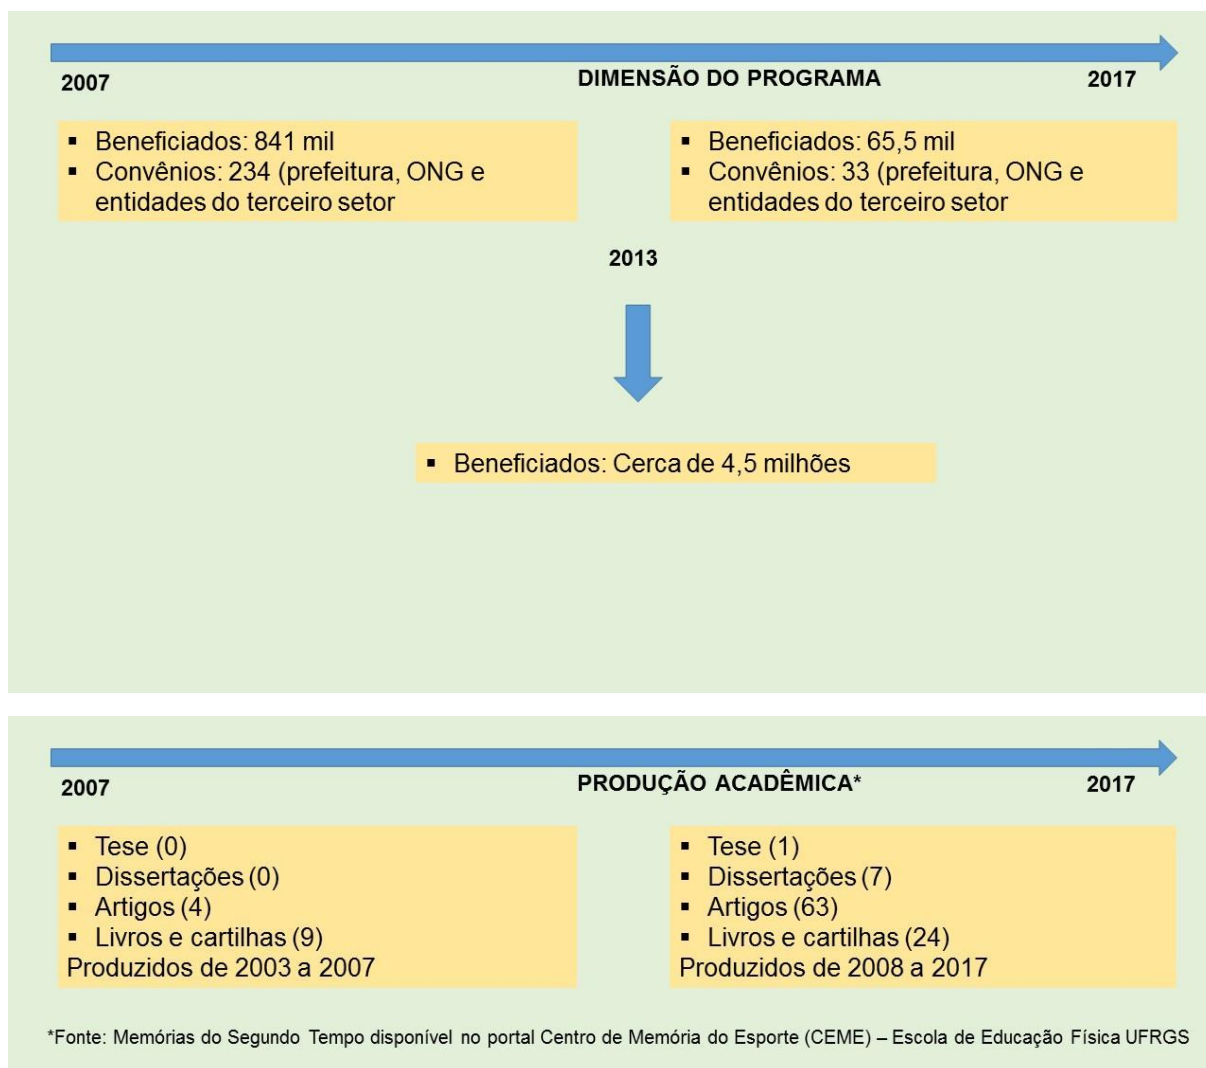 2007
DIMENSÃO DO PROGRAMA
2017
▪ Beneficiados: 841 mil
▪ Convênios: 234 (prefeitura, ONG e
entidades do terceiro setor
▪ Beneficiados: 65,5 mil
▪ Convênios: 33 (prefeitura, ONG e
entidades do terceiro setor
2013
▪ Beneficiados: Cerca de 4,5 milhões
2007
PRODUÇÃO ACADÊMICA*
2017
▪ Tese (0)
▪ Dissertações (0)
▪ Artigos (4)
▪ Livros e cartilhas (9)
Produzidos de 2003 a 2007
▪ Tese (1)
▪ Dissertações (7)
▪ Artigos (63)
▪ Livros e cartilhas (24)
Produzidos de 2008 a 2017
*Fonte: Memórias do Segundo Tempo disponível no portal Centro de Memória do Esporte (CEME) – Escola de Educação Física UFRGS